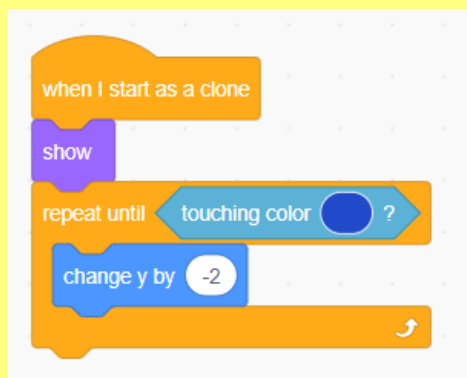 when I start as a clone
show
repeat until touching color ?
change y by -2